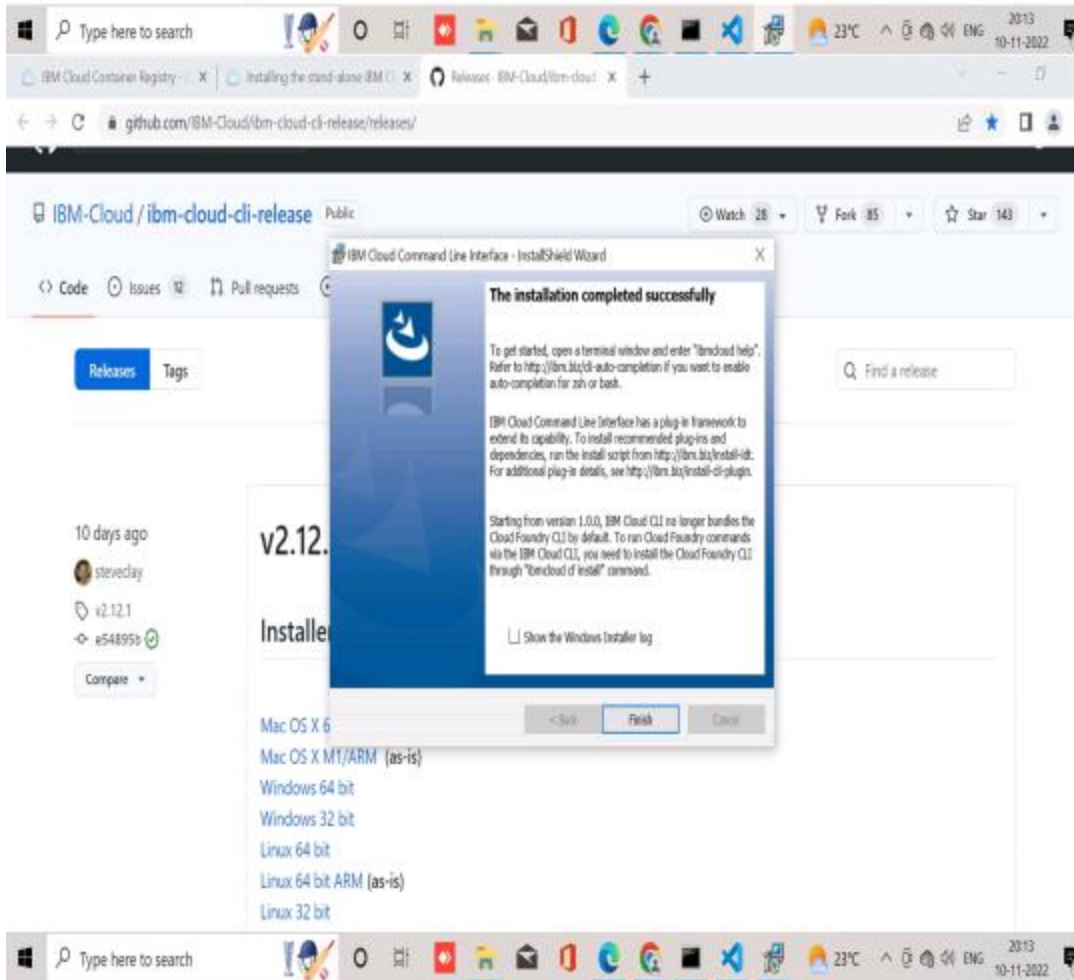 Type here to search
23°C
ENG
20:13
10-11-2022
IBM Cloud Container Registry -
Installing the stand-alone IBM Cl
Releases · IBM-Cloud/ibm-cloud
github.com/IBM-Cloud/ibm-cloud-cli-release/releases/
IBM-Cloud / ibm-cloud-cli-release Public
Watch 28
Fork 85
Star 143
Code
Issues 12
Pull requests
IBM Cloud Command Line Interface - InstallShield Wizard
The installation completed successfully
To get started, open a terminal window and enter "ibmcloud help".
Refer to http://ibm.biz/cli-auto-completion if you want to enable
auto-completion for zsh or bash.
IBM Cloud Command Line Interface has a plug-in framework to
extend its capability. To install recommended plug-ins and
dependencies, run the install script from http://ibm.biz/install-idt.
For additional plug-in details, see http://ibm.biz/install-cli-plugin.
Starting from version 1.0.0, IBM Cloud CLI no longer bundles the
Cloud Foundry CLI by default. To run Cloud Foundry commands
via the IBM Cloud CLI, you need to install the Cloud Foundry CLI
through "ibmcloud cf install" command.
Show the Windows Installer log
< Back
Finish
Cancel
Releases
Tags
Find a release
10 days ago
steveday
v2.12.1
e54895b
Compare
v2.12.
Installe
Mac OS X 6
Mac OS X M1/ARM (as-is)
Windows 64 bit
Windows 32 bit
Linux 64 bit
Linux 64 bit ARM (as-is)
Linux 32 bit
Type here to search
23°C
ENG
20:13
10-11-2022